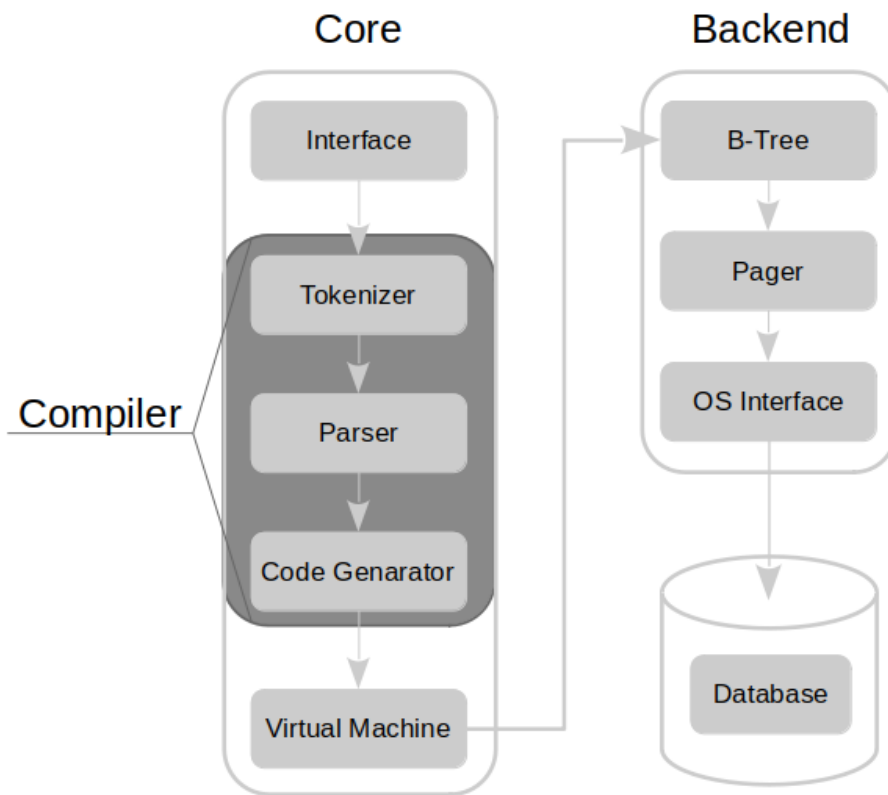 Core
Interface
Tokenizer
Compiler
Parser
Code Genarator
Virtual Machine
Backend
B-Tree
Pager
OS Interface
Database